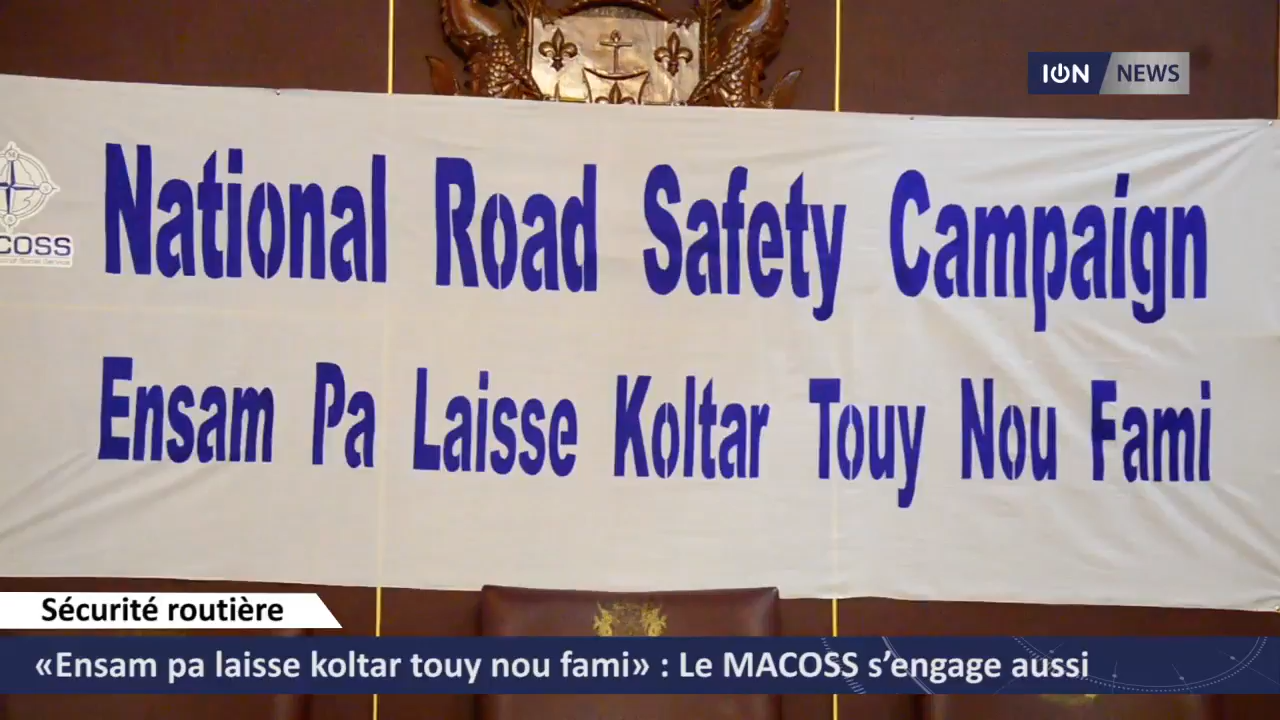 ION NEWS
National Road Safety Campaign
COSS
Ensam Pa Laisse Koltar Touy Nou Fami
Sécurité routière
«Ensam pa laisse koltar touy nou fami» : Le MACOSS s’engage aussi